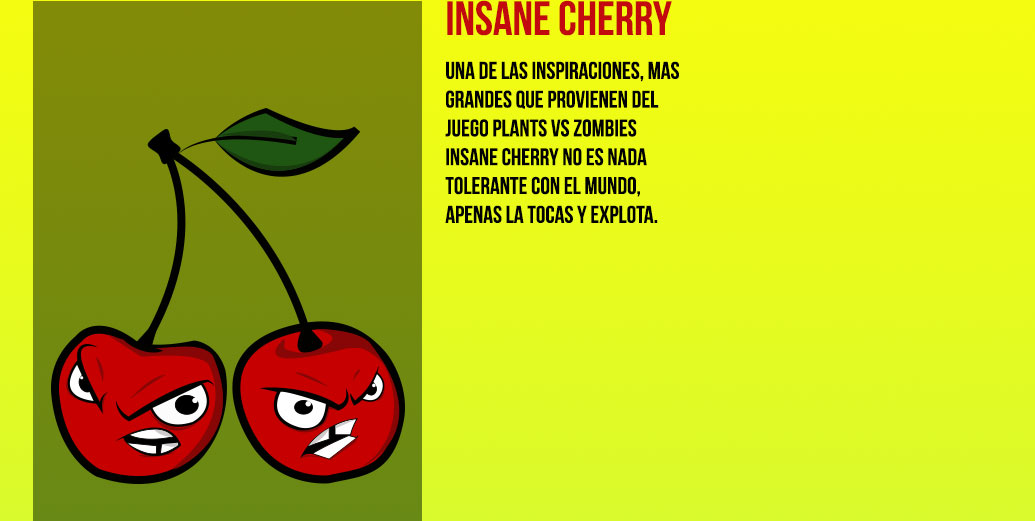 INSANE CHERRY
UNA DE LAS INSPIRACIONES, MAS
GRANDES QUE PROVIENEN DEL
JUEGO PLANTS VS ZOMBIES
INSANE CHERRY NO ES NADA
TOLERANTE CON EL MUNDO,
APENAS LA TOCAS Y EXPLOTA.